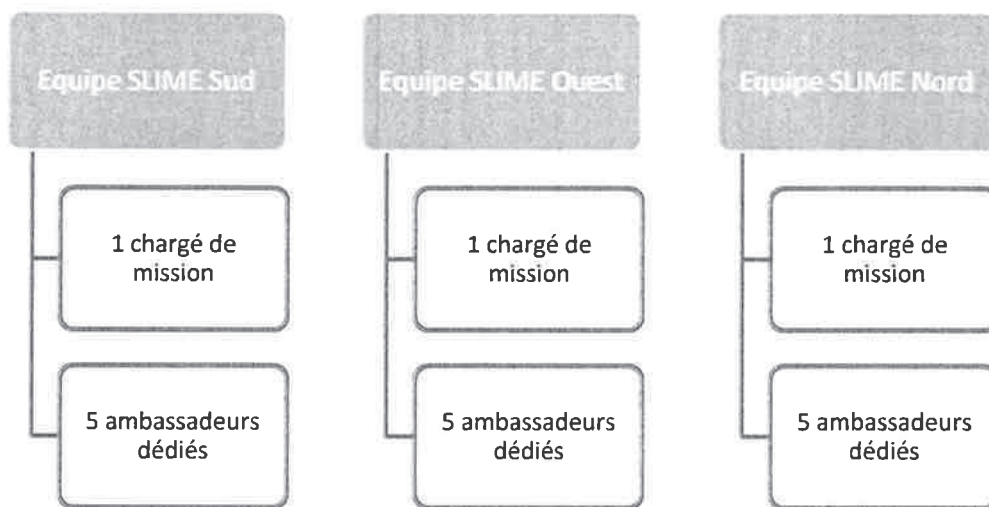 Equipe SLIME Sud
1 chargé de
mission
5 ambassadeurs
dédiés
Equipe SLIME Ouest
1 chargé de
mission
5 ambassadeurs
dédiés
Equipe SLIME Nord
1 chargé de
mission
5 ambassadeurs
dédiés